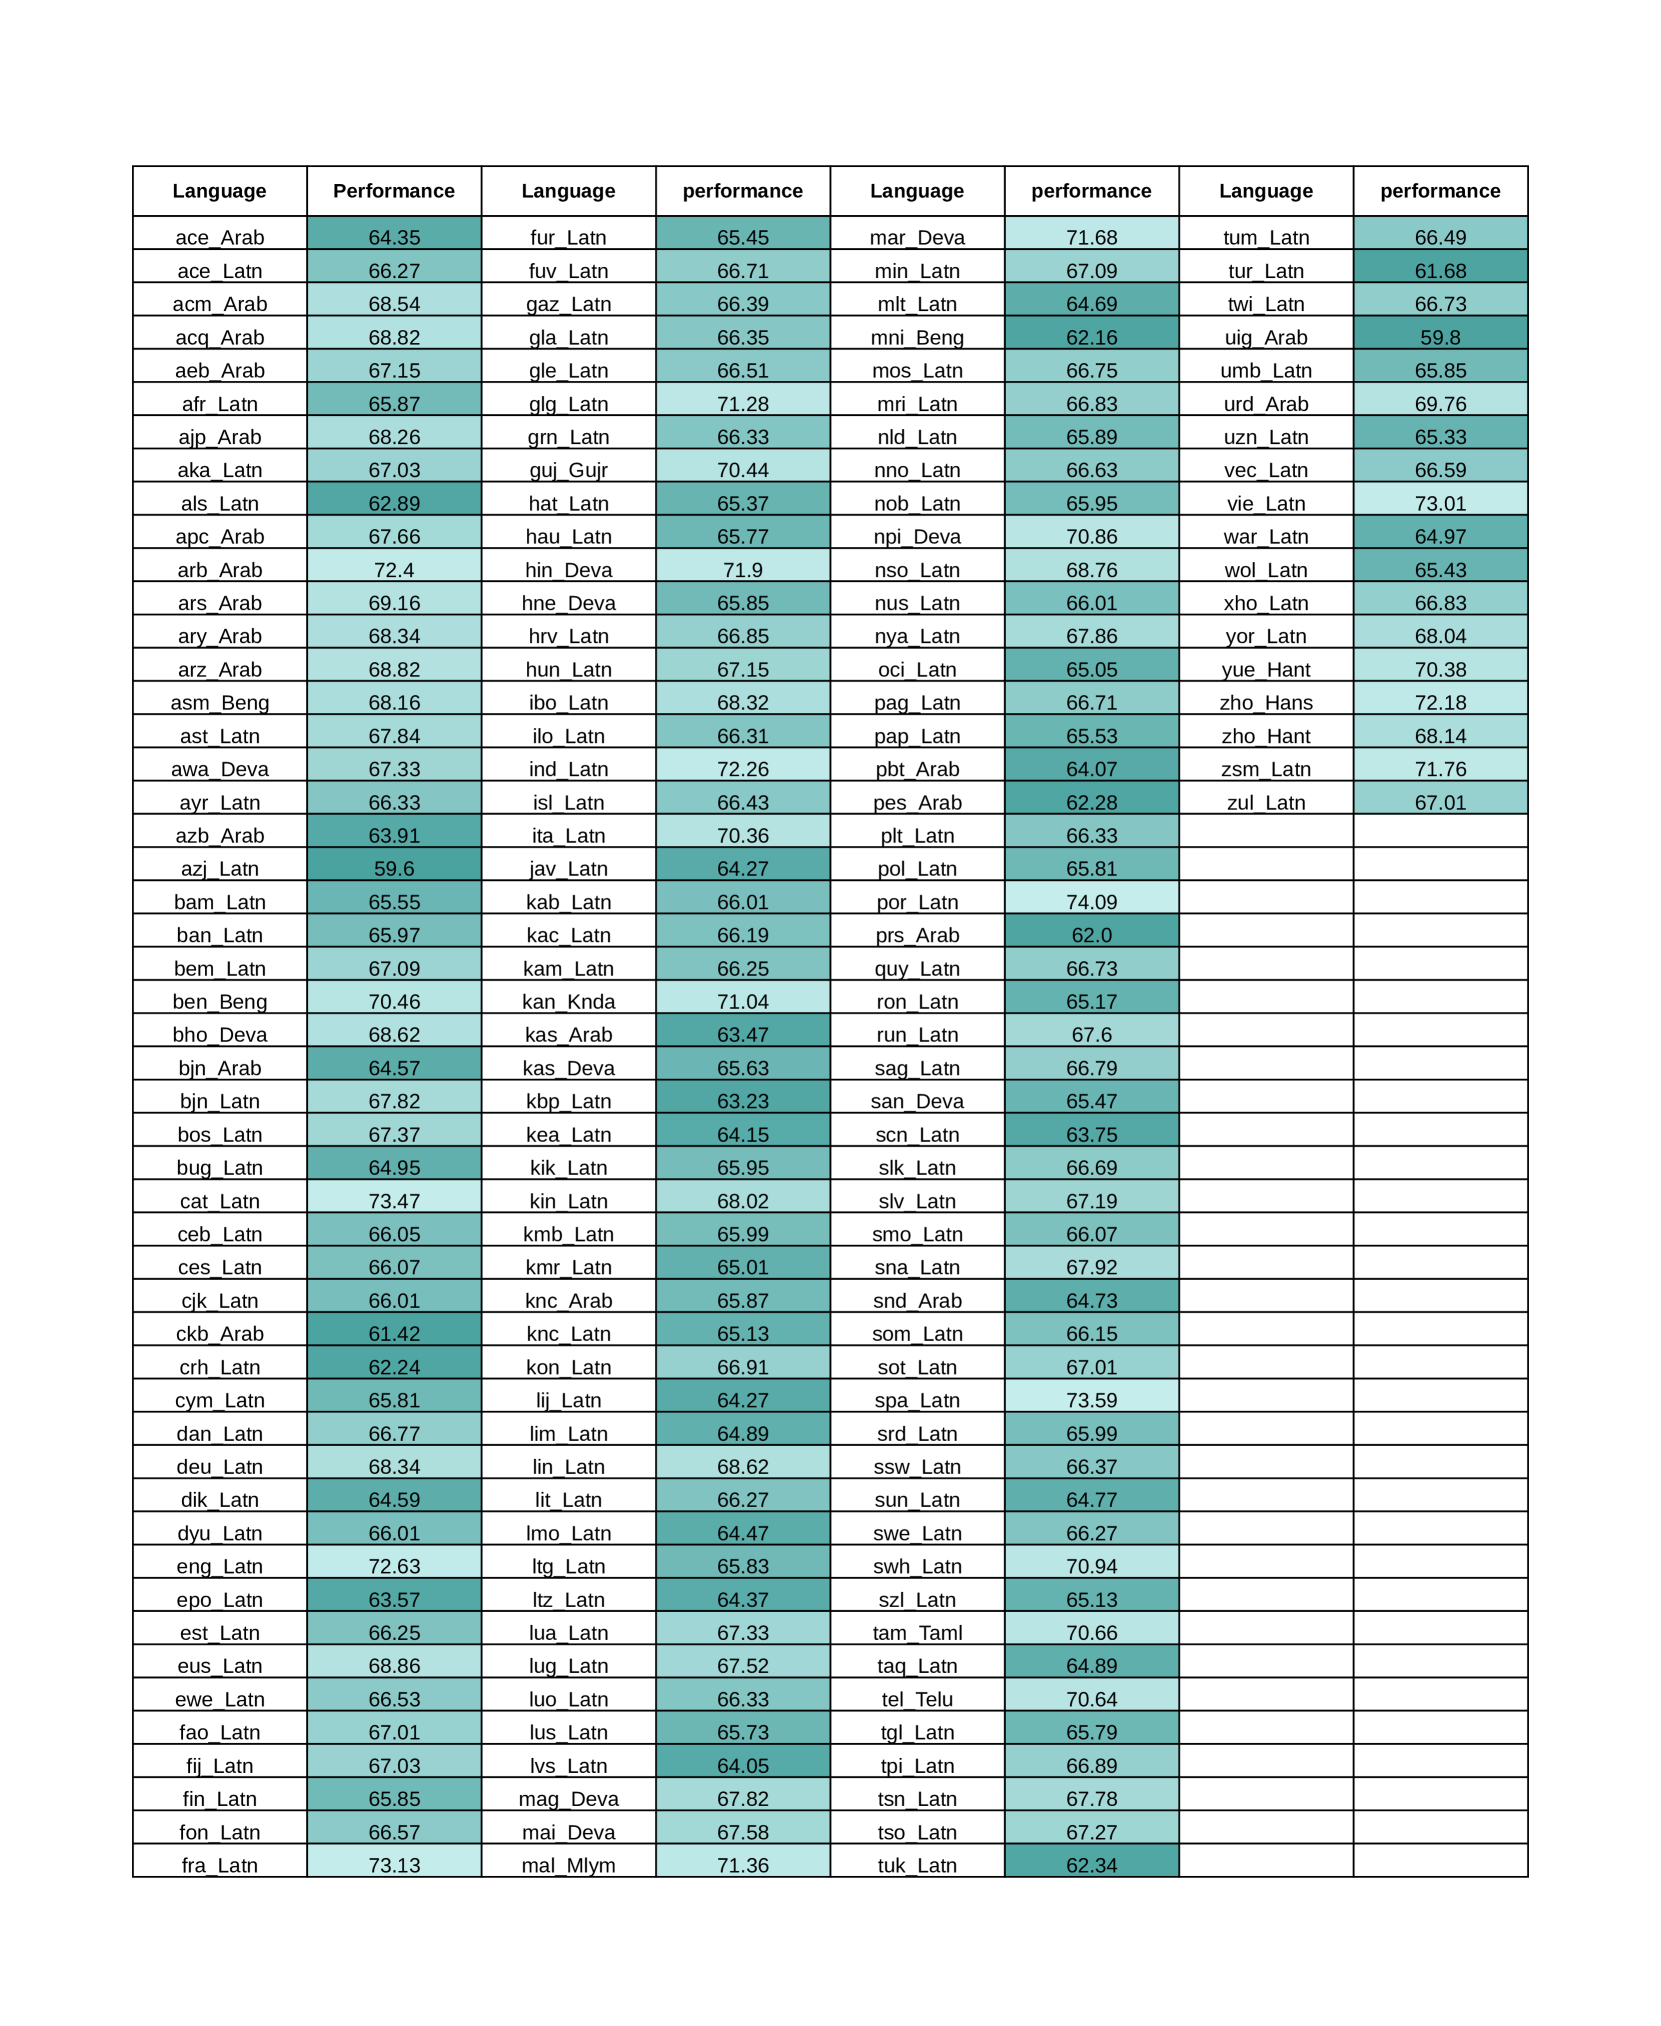 Language Performance Language performance Language performance Language performance
ace_Arab 64.35 fur_Latn 65.45 mar_Deva 71.68 tum_Latn 66.49
ace_Latn 66.27 fuv_Latn 66.71 min_Latn 67.09 tur_Latn 61.68
acm_Arab 68.54 gaz_Latn 66.39 mlt_Latn 64.69 twi_Latn 66.73
acq_Arab 68.82 gla_Latn 66.35 mni_Beng 62.16 uig_Arab 59.8
aeb_Arab 67.15 gle_Latn 66.51 mos_Latn 66.75 umb_Latn 65.85
afr_Latn 65.87 glg_Latn 71.28 mri_Latn 66.83 urd_Arab 69.76
ajp_Arab 68.26 grn_Latn 66.33 nld_Latn 65.89 uzn_Latn 65.33
aka_Latn 67.03 guj_Gujr 70.44 nno_Latn 66.63 vec_Latn 66.59
als_Latn 62.89 hat_Latn 65.37 nob_Latn 65.95 vie_Latn 73.01
apc_Arab 67.66 hau_Latn 65.77 npi_Deva 70.86 war_Latn 64.97
arb_Arab 72.4 hin_Deva 71.9 nso_Latn 68.76 wol_Latn 65.43
ars_Arab 69.16 hne_Deva 65.85 nus_Latn 66.01 xho_Latn 66.83
ary_Arab 68.34 hrv_Latn 66.85 nya_Latn 67.86 yor_Latn 68.04
arz_Arab 68.82 hun_Latn 67.15 oci_Latn 65.05 yue_Hant 70.38
asm_Beng 68.16 ibo_Latn 68.32 pag_Latn 66.71 zho_Hans 72.18
ast_Latn 67.84 ilo_Latn 66.31 pap_Latn 65.53 zho_Hant 68.14
awa_Deva 67.33 ind_Latn 72.26 pbt_Arab 64.07 zsm_Latn 71.76
ayr_Latn 66.33 isl_Latn 66.43 pes_Arab 62.28 zul_Latn 67.01
azb_Arab 63.91 ita_Latn 70.36 plt_Latn 66.33
azj_Latn 59.6 jav_Latn 64.27 pol_Latn 65.81
bam_Latn 65.55 kab_Latn 66.01 por_Latn 74.09
ban_Latn 65.97 kac_Latn 66.19 prs_Arab 62.0
bem_Latn 67.09 kam_Latn 66.25 quy_Latn 66.73
ben_Beng 70.46 kan_Knda 71.04 ron_Latn 65.17
bho_Deva 68.62 kas_Arab 63.47 run_Latn 67.6
bjn_Arab 64.57 kas_Deva 65.63 sag_Latn 66.79
bjn_Latn 67.82 kbp_Latn 63.23 san_Deva 65.47
bos_Latn 67.37 kea_Latn 64.15 scn_Latn 63.75
bug_Latn 64.95 kik_Latn 65.95 slk_Latn 66.69
cat_Latn 73.47 kin_Latn 68.02 slv_Latn 67.19
ceb_Latn 66.05 kmb_Latn 65.99 smo_Latn 66.07
ces_Latn 66.07 kmr_Latn 65.01 sna_Latn 67.92
cjk_Latn 66.01 knc_Arab 65.87 snd_Arab 64.73
ckb_Arab 61.42 knc_Latn 65.13 som_Latn 66.15
crh_Latn 62.24 kon_Latn 66.91 sot_Latn 67.01
cym_Latn 65.81 lij_Latn 64.27 spa_Latn 73.59
dan_Latn 66.77 lim_Latn 64.89 srd_Latn 65.99
deu_Latn 68.34 lin_Latn 68.62 ssw_Latn 66.37
dik_Latn 64.59 lit_Latn 66.27 sun_Latn 64.77
dyu_Latn 66.01 lmo_Latn 64.47 swe_Latn 66.27
eng_Latn 72.63 ltg_Latn 65.83 swh_Latn 70.94
epo_Latn 63.57 ltz_Latn 64.37 szl_Latn 65.13
est_Latn 66.25 lua_Latn 67.33 tam_Taml 70.66
eus_Latn 68.86 lug_Latn 67.52 taq_Latn 64.89
ewe_Latn 66.53 luo_Latn 66.33 tel_Telu 70.64
fao_Latn 67.01 lus_Latn 65.73 tgl_Latn 65.79
fij_Latn 67.03 lvs_Latn 64.05 tpi_Latn 66.89
fin_Latn 65.85 mag_Deva 67.82 tsn_Latn 67.78
fon_Latn 66.57 mai_Deva 67.58 tso_Latn 67.27
fra_Latn 73.13 mal_Mlym 71.36 tuk_Latn 62.34